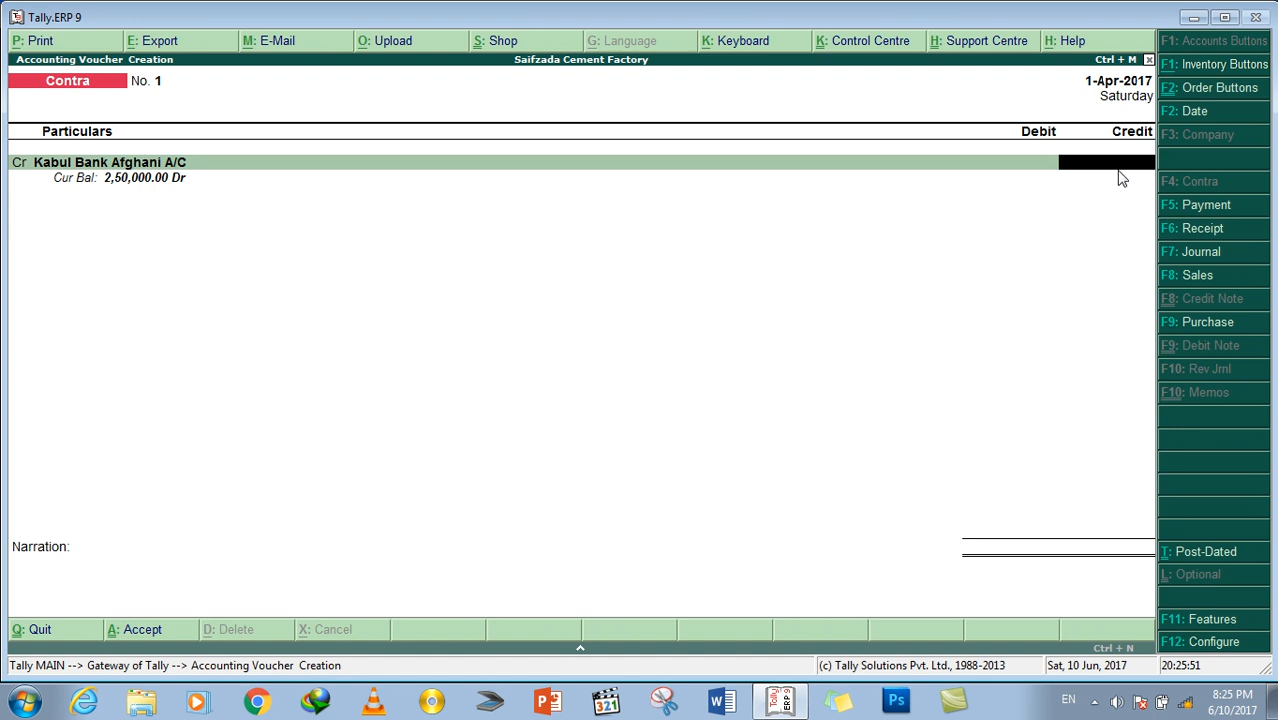 Tally.ERP 9
P: Print E: Export M: E-Mail O: Upload S: Shop G: Language K: Keyboard K: Control Centre H: Support Centre H: Help
Accounting Voucher Creation Saifzada Cement Factory Ctrl + M
Contra No. 1 1-Apr-2017
Saturday
Particulars Debit Credit
Cr Kabul Bank Afghani A/C
Cur Bal: 2,50,000.00 Dr
Narration:
Q: Quit A: Accept D: Delete X: Cancel
Ctrl + N
Tally MAIN --> Gateway of Tally --> Accounting Voucher Creation (c) Tally Solutions Pvt. Ltd., 1988-2013 Sat, 10 Jun, 2017 20:25:51
F1: Accounts Buttons
F1: Inventory Buttons
F2: Order Buttons
F2: Date
F3: Company
F4: Contra
F5: Payment
F6: Receipt
F7: Journal
F8: Sales
F8: Credit Note
F9: Purchase
F9: Debit Note
F10: Rev Jrnl
F10: Memos
T: Post-Dated
L: Optional
F11: Features
F12: Configure
321
Tally
ERP 9
Ps
EN
8:25 PM
6/10/2017